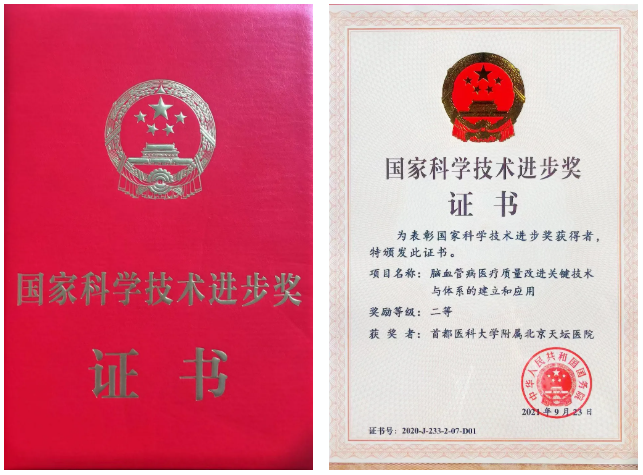 国家科学技术进步奖
证书
国家科学技术进步奖
证书
为表彰国家科学技术进步奖获得者，
特颁发此证书。
项目名称：脑血管病医疗质量改进关键技术
与体系的建立和应用
奖励等级：二等
获奖者：首都医科大学附属北京天坛医院
中华人民共和国国务院
2021年9月23日
证书号：2020-J-233-2-07-D01